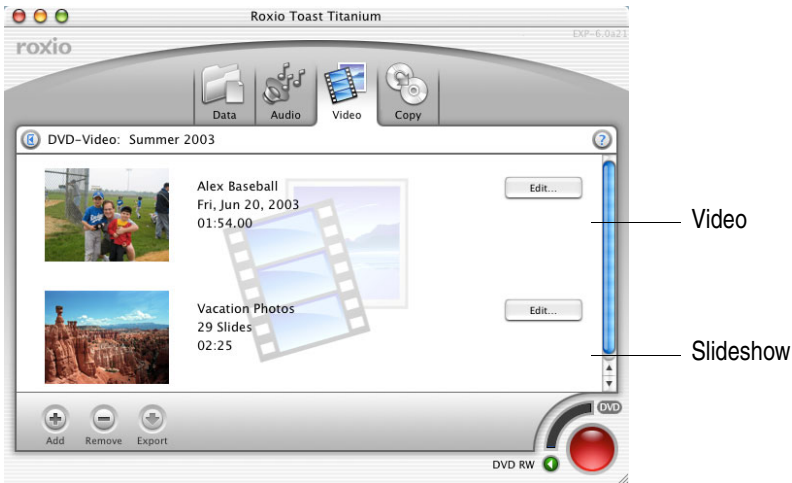 Roxio Toast Titanium
EXP-6.0a21
roxio
Data
Audio
Video
Copy
DVD-Video: Summer 2003
?
Alex Baseball
Fri, Jun 20, 2003
01:54.00
Edit...
Video
Vacation Photos
29 Slides
02:25
Edit...
Slideshow
DVD
Add
Remove
Export
DVD RW